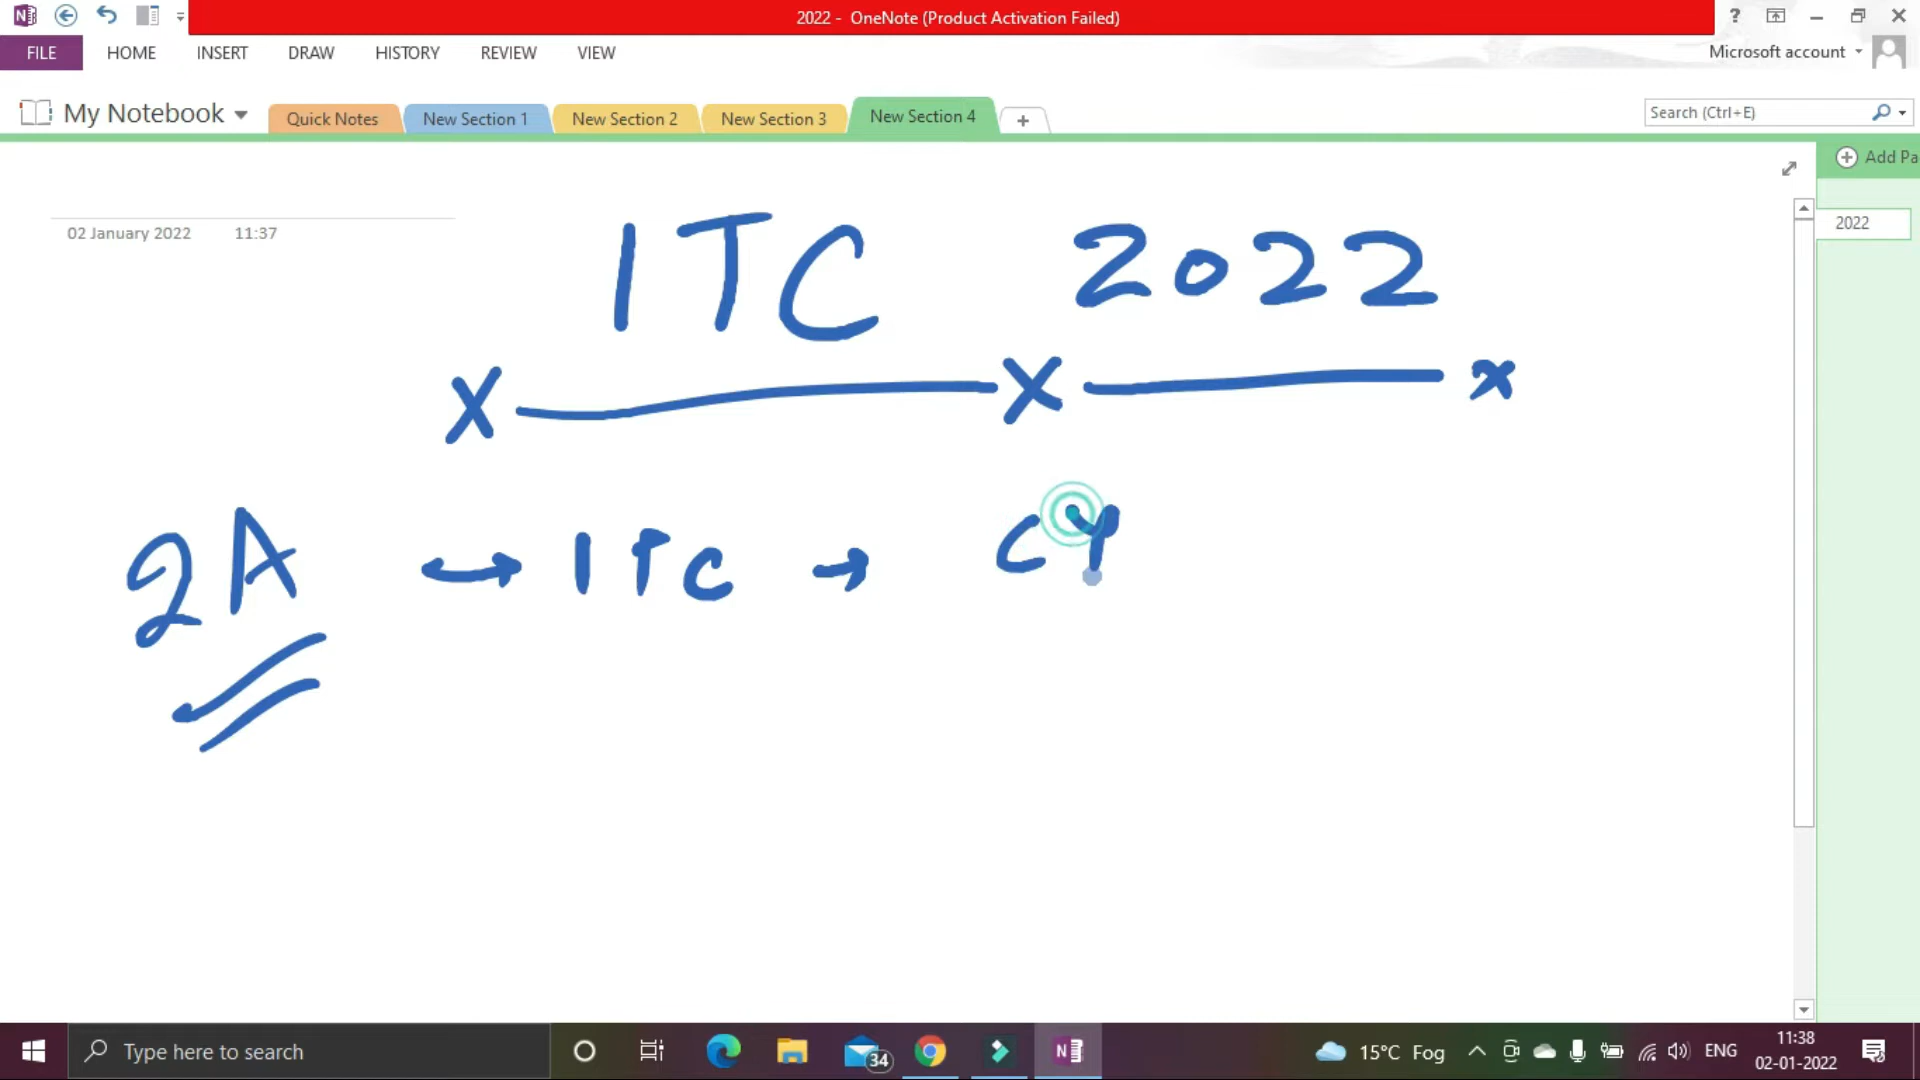 2022 - OneNote (Product Activation Failed)
?
FILE HOME INSERT DRAW HISTORY REVIEW VIEW
Microsoft account
My Notebook
Quick Notes New Section 1 New Section 2 New Section 3 New Section 4 +
Search (Ctrl+E)
Add Pa
2022
02 January 2022 11:37
ITC 2022
x x x
2A ↔ ITC → CY
Type here to search
34
15°C Fog
ENG
11:38
02-01-2022